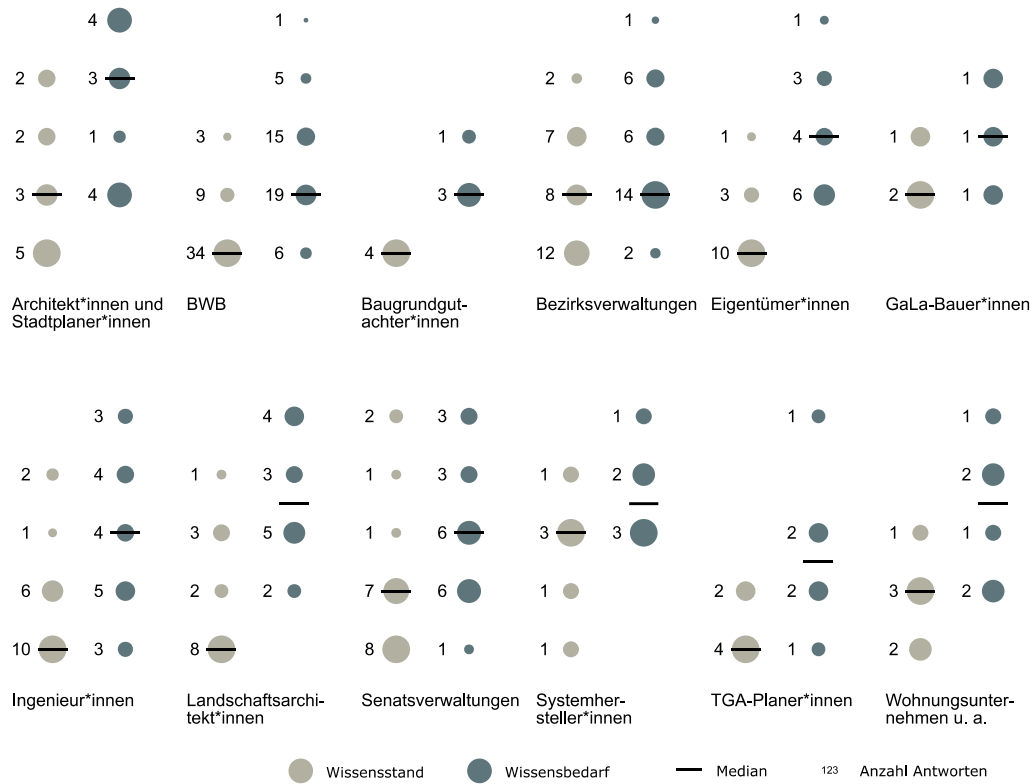 4 1 1 1
2 3 5 2 6 3 1
2 1 3 15 1 7 6 1 4 1 1
3 4 9 19 3 8 14 3 6 2 1
5 34 6 4 12 2 10
Architekt*innen und BWB Baugrundgut- Bezirksverwaltungen Eigentümer*innen GaLa-Bauer*innen
Stadtplaner*innen achter*innen
3 4 2 3 1 1 1
2 4 1 3 1 3 1 2 2
1 4 3 5 1 6 3 3 2 1 1
6 5 2 2 7 6 1 2 2 3 2
10 3 8 8 1 1 4 1 2
Ingenieur*innen Landschaftsarchi- Senatsverwaltungen Systemher- TGA-Planer*innen Wohnungsunter-
tekt*innen steller*innen nehmen u. a.
Wissensstand Wissensbedarf Median 123 Anzahl Antworten